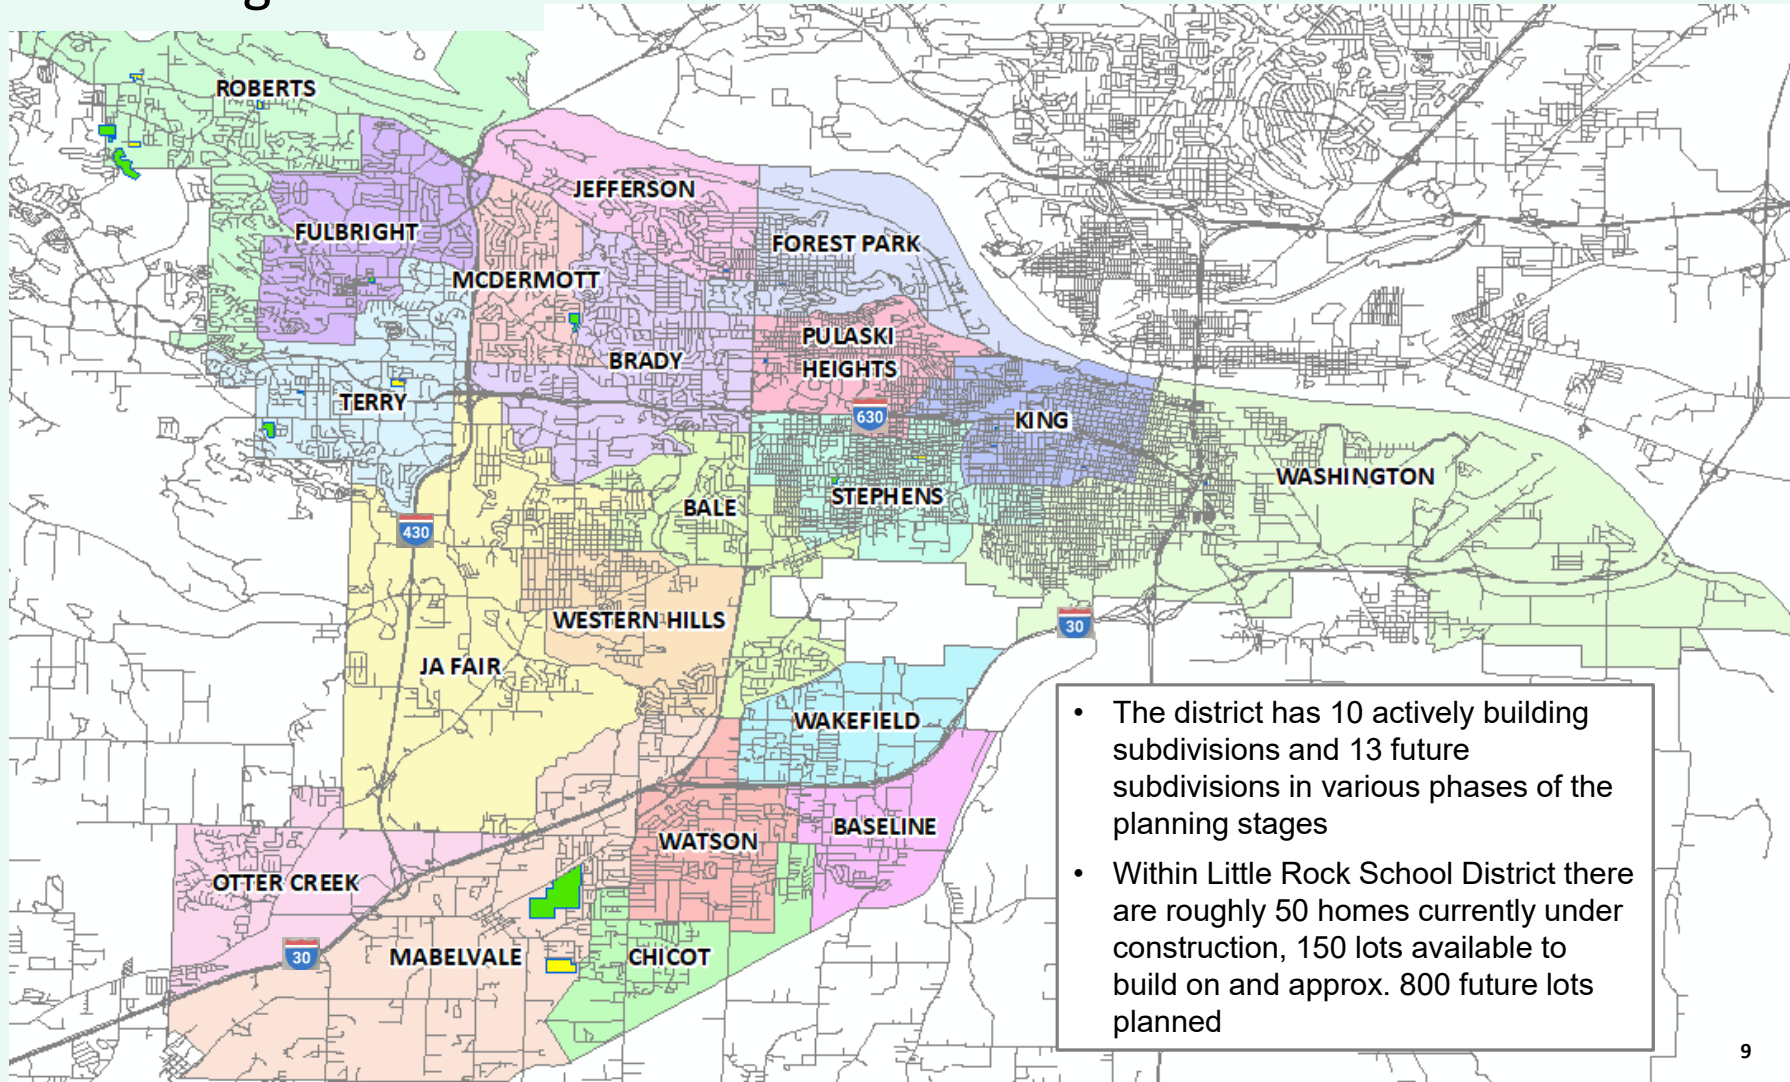 ROBERTS
JEFFERSON
FULBRIGHT
FOREST PARK
MCDERMOTT
PULASKI
HEIGHTS
BRADY
TERRY
630
KING
WASHINGTON
STEPHENS
BALE
430
WESTERN HILLS
30
JA FAIR
WAKEFIELD
BASELINE
WATSON
OTTER CREEK
MABELVALE
CHICOT
30
• The district has 10 actively building
subdivisions and 13 future
subdivisions in various phases of the
planning stages
• Within Little Rock School District there
are roughly 50 homes currently under
construction, 150 lots available to
build on and approx. 800 future lots
planned
9